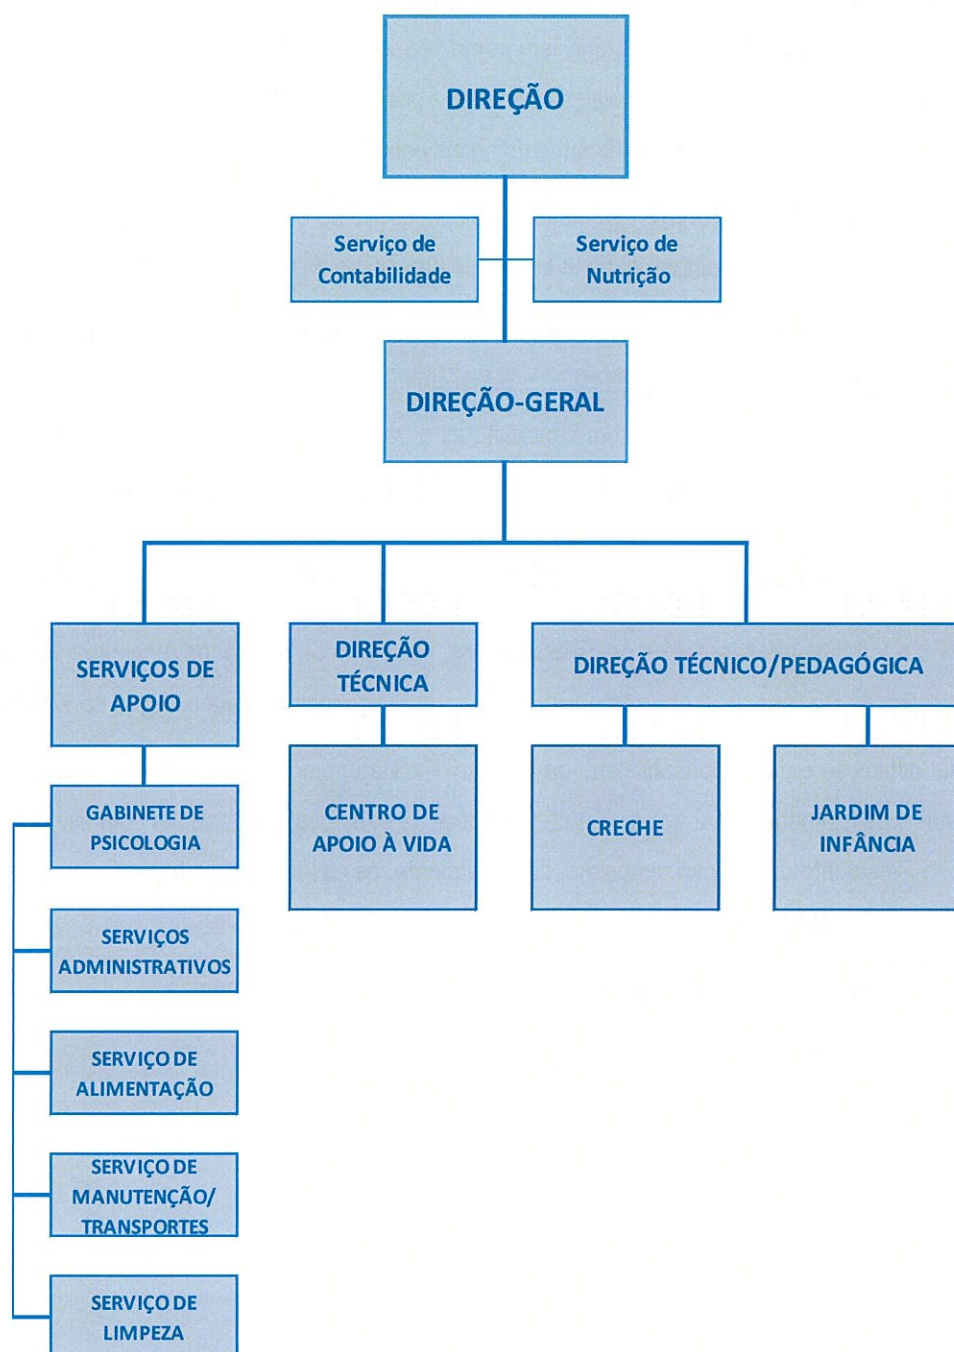 DIREÇÃO
Serviço de
Contabilidade
Serviço de
Nutrição
DIREÇÃO-GERAL
SERVIÇOS DE
APOIO
DIREÇÃO
TÉCNICA
DIREÇÃO TÉCNICO/PEDAGÓGICA
GABINETE DE
PSICOLOGIA
CENTRO DE
APOIO À VIDA
CRECHE
JARDIM DE
INFÂNCIA
SERVIÇOS
ADMINISTRATIVOS
SERVIÇO DE
ALIMENTAÇÃO
SERVIÇO DE
MANUTENÇÃO/
TRANSPORTES
SERVIÇO DE
LIMPEZA